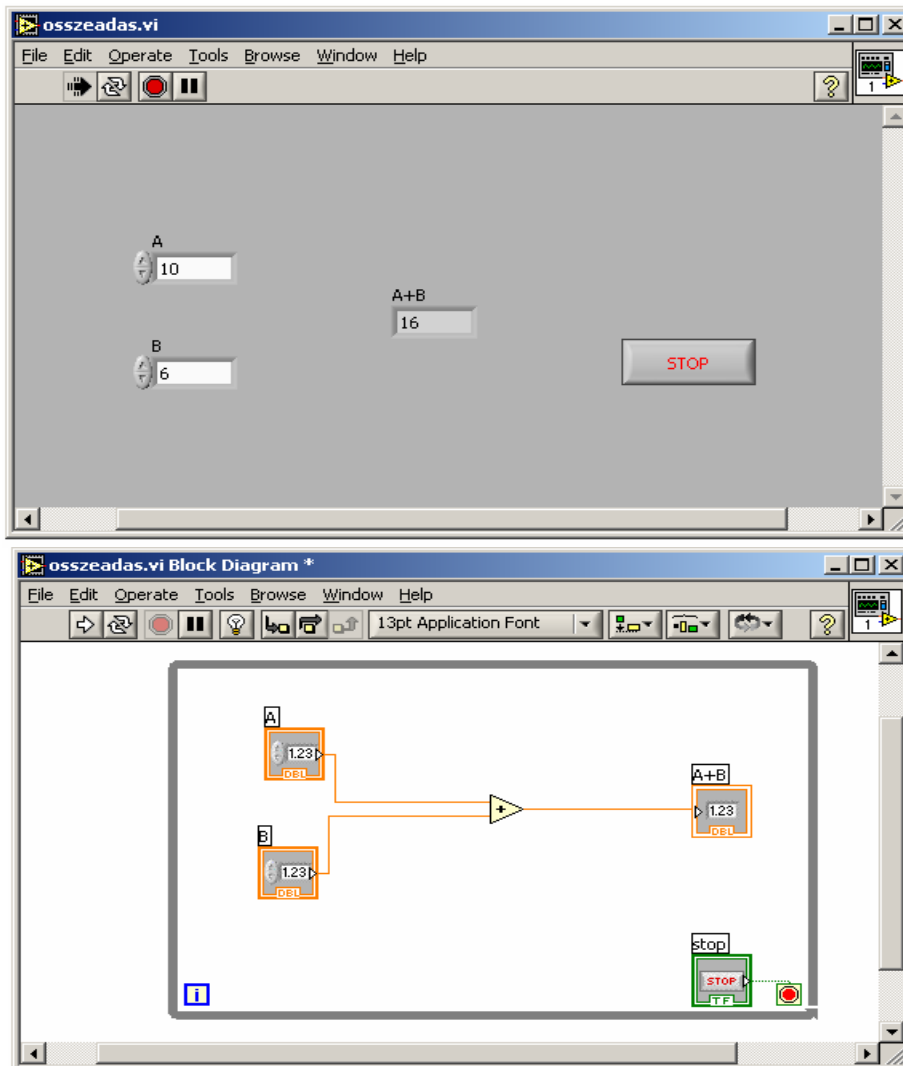 osszeadas.vi
File Edit Operate Tools Browse Window Help
1
A
10
A+B
16
B
6
STOP
osszeadas.vi Block Diagram *
File Edit Operate Tools Browse Window Help
13pt Application Font
1
A
1.23
DBL
A+B
1.23
DBL
B
1.23
DBL
stop
STOP
TF
i